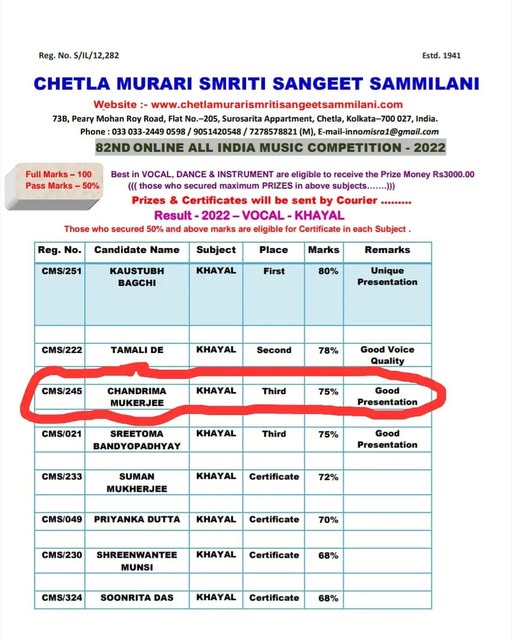 Reg. No. S/IL/12,282 Estd. 1941
CHETLA MURARI SMRITI SANGEET SAMMILANI
Website :- www.chetlamurarismritisangeetsammilani.com
73B, Peary Mohan Roy Road, Flat No.–205, Surosarita Appartment, Chetla, Kolkata–700 027, India.
Phone : 033 033-2449 0598 / 9051420548 / 7278578821 (M), E-mail-innomisra1@gmail.com
82ND ONLINE ALL INDIA MUSIC COMPETITION - 2022
Full Marks – 100
Pass Marks – 50%
Best in VOCAL, DANCE & INSTRUMENT are eligible to receive the Prize Money Rs3000.00
((( those who secured maximum PRIZES in above subjects…….)))
Prizes & Certificates will be sent by Courier ………
Result - 2022 – VOCAL - KHAYAL
Those who secured 50% and above marks are eligible for Certificate in each Subject .
Reg. No. Candidate Name Subject Place Marks Remarks
CMS/251 KAUSTUBH BAGCHI KHAYAL First 80% Unique Presentation
CMS/222 TAMALI DE KHAYAL Second 78% Good Voice Quality
CMS/245 CHANDRIMA MUKERJEE KHAYAL Third 75% Good Presentation
CMS/021 SREETOMA BANDYOPADHYAY KHAYAL Third 75% Good Presentation
CMS/233 SUMAN MUKHERJEE KHAYAL Certificate 72%
CMS/049 PRIYANKA DUTTA KHAYAL Certificate 70%
CMS/230 SHREENWANTEE MUNSI KHAYAL Certificate 68%
CMS/324 SOONRITA DAS KHAYAL Certificate 68%